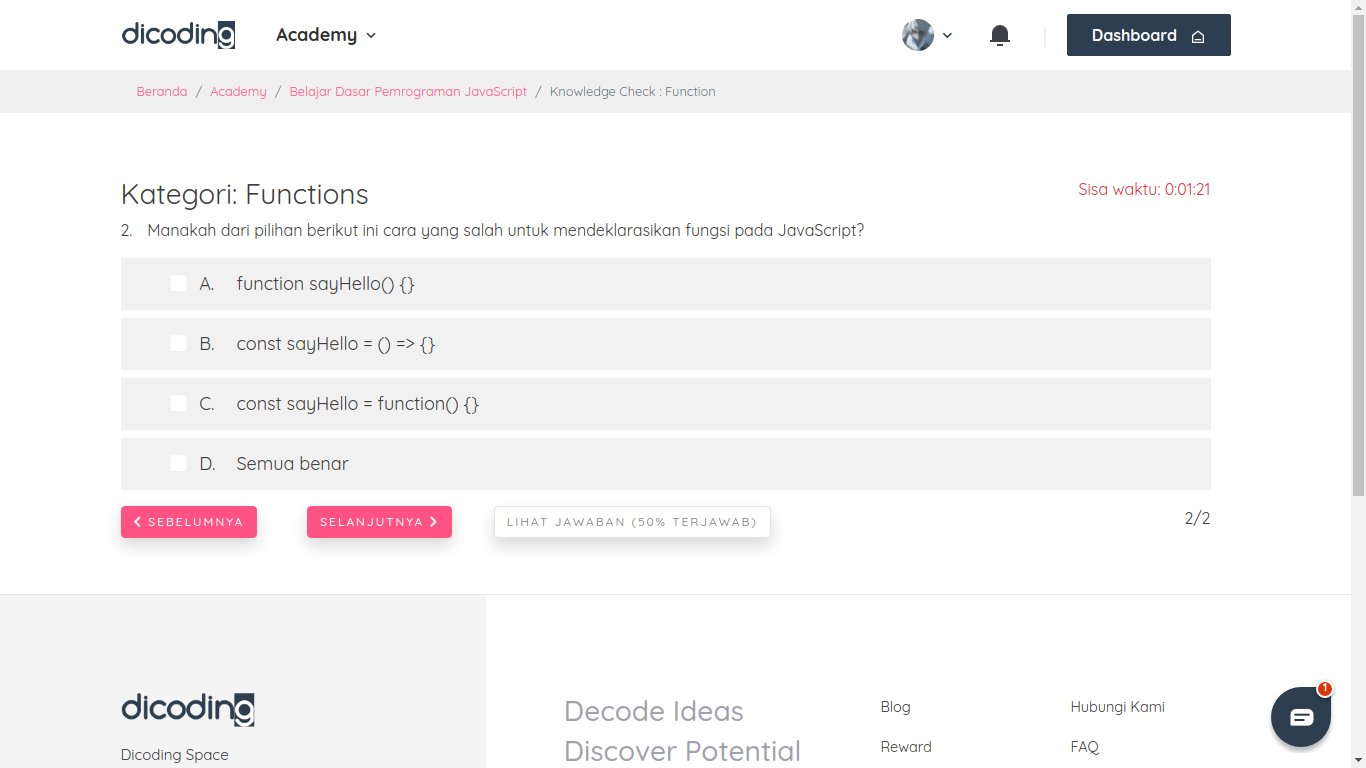 dicoding Academy Dashboard
Beranda / Academy / Belajar Dasar Pemrograman JavaScript / Knowledge Check : Function
Kategori: Functions
Sisa waktu: 0:01:21
2. Manakah dari pilihan berikut ini cara yang salah untuk mendeklarasikan fungsi pada JavaScript?
A. function sayHello() {}
B. const sayHello = () => {}
C. const sayHello = function() {}
D. Semua benar
SEBELUMNYA SELANJUTNYA LIHAT JAWABAN (50% TERJAWAB) 2/2
dicoding
Dicoding Space
Decode Ideas
Discover Potential
Blog
Reward
Hubungi Kami
FAQ
1